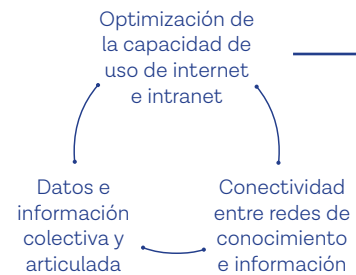 Optimización de
la capacidad de
uso de internet
e intranet
Datos e
información
colectiva y
articulada
Conectividad
entre redes de
conocimiento
e información